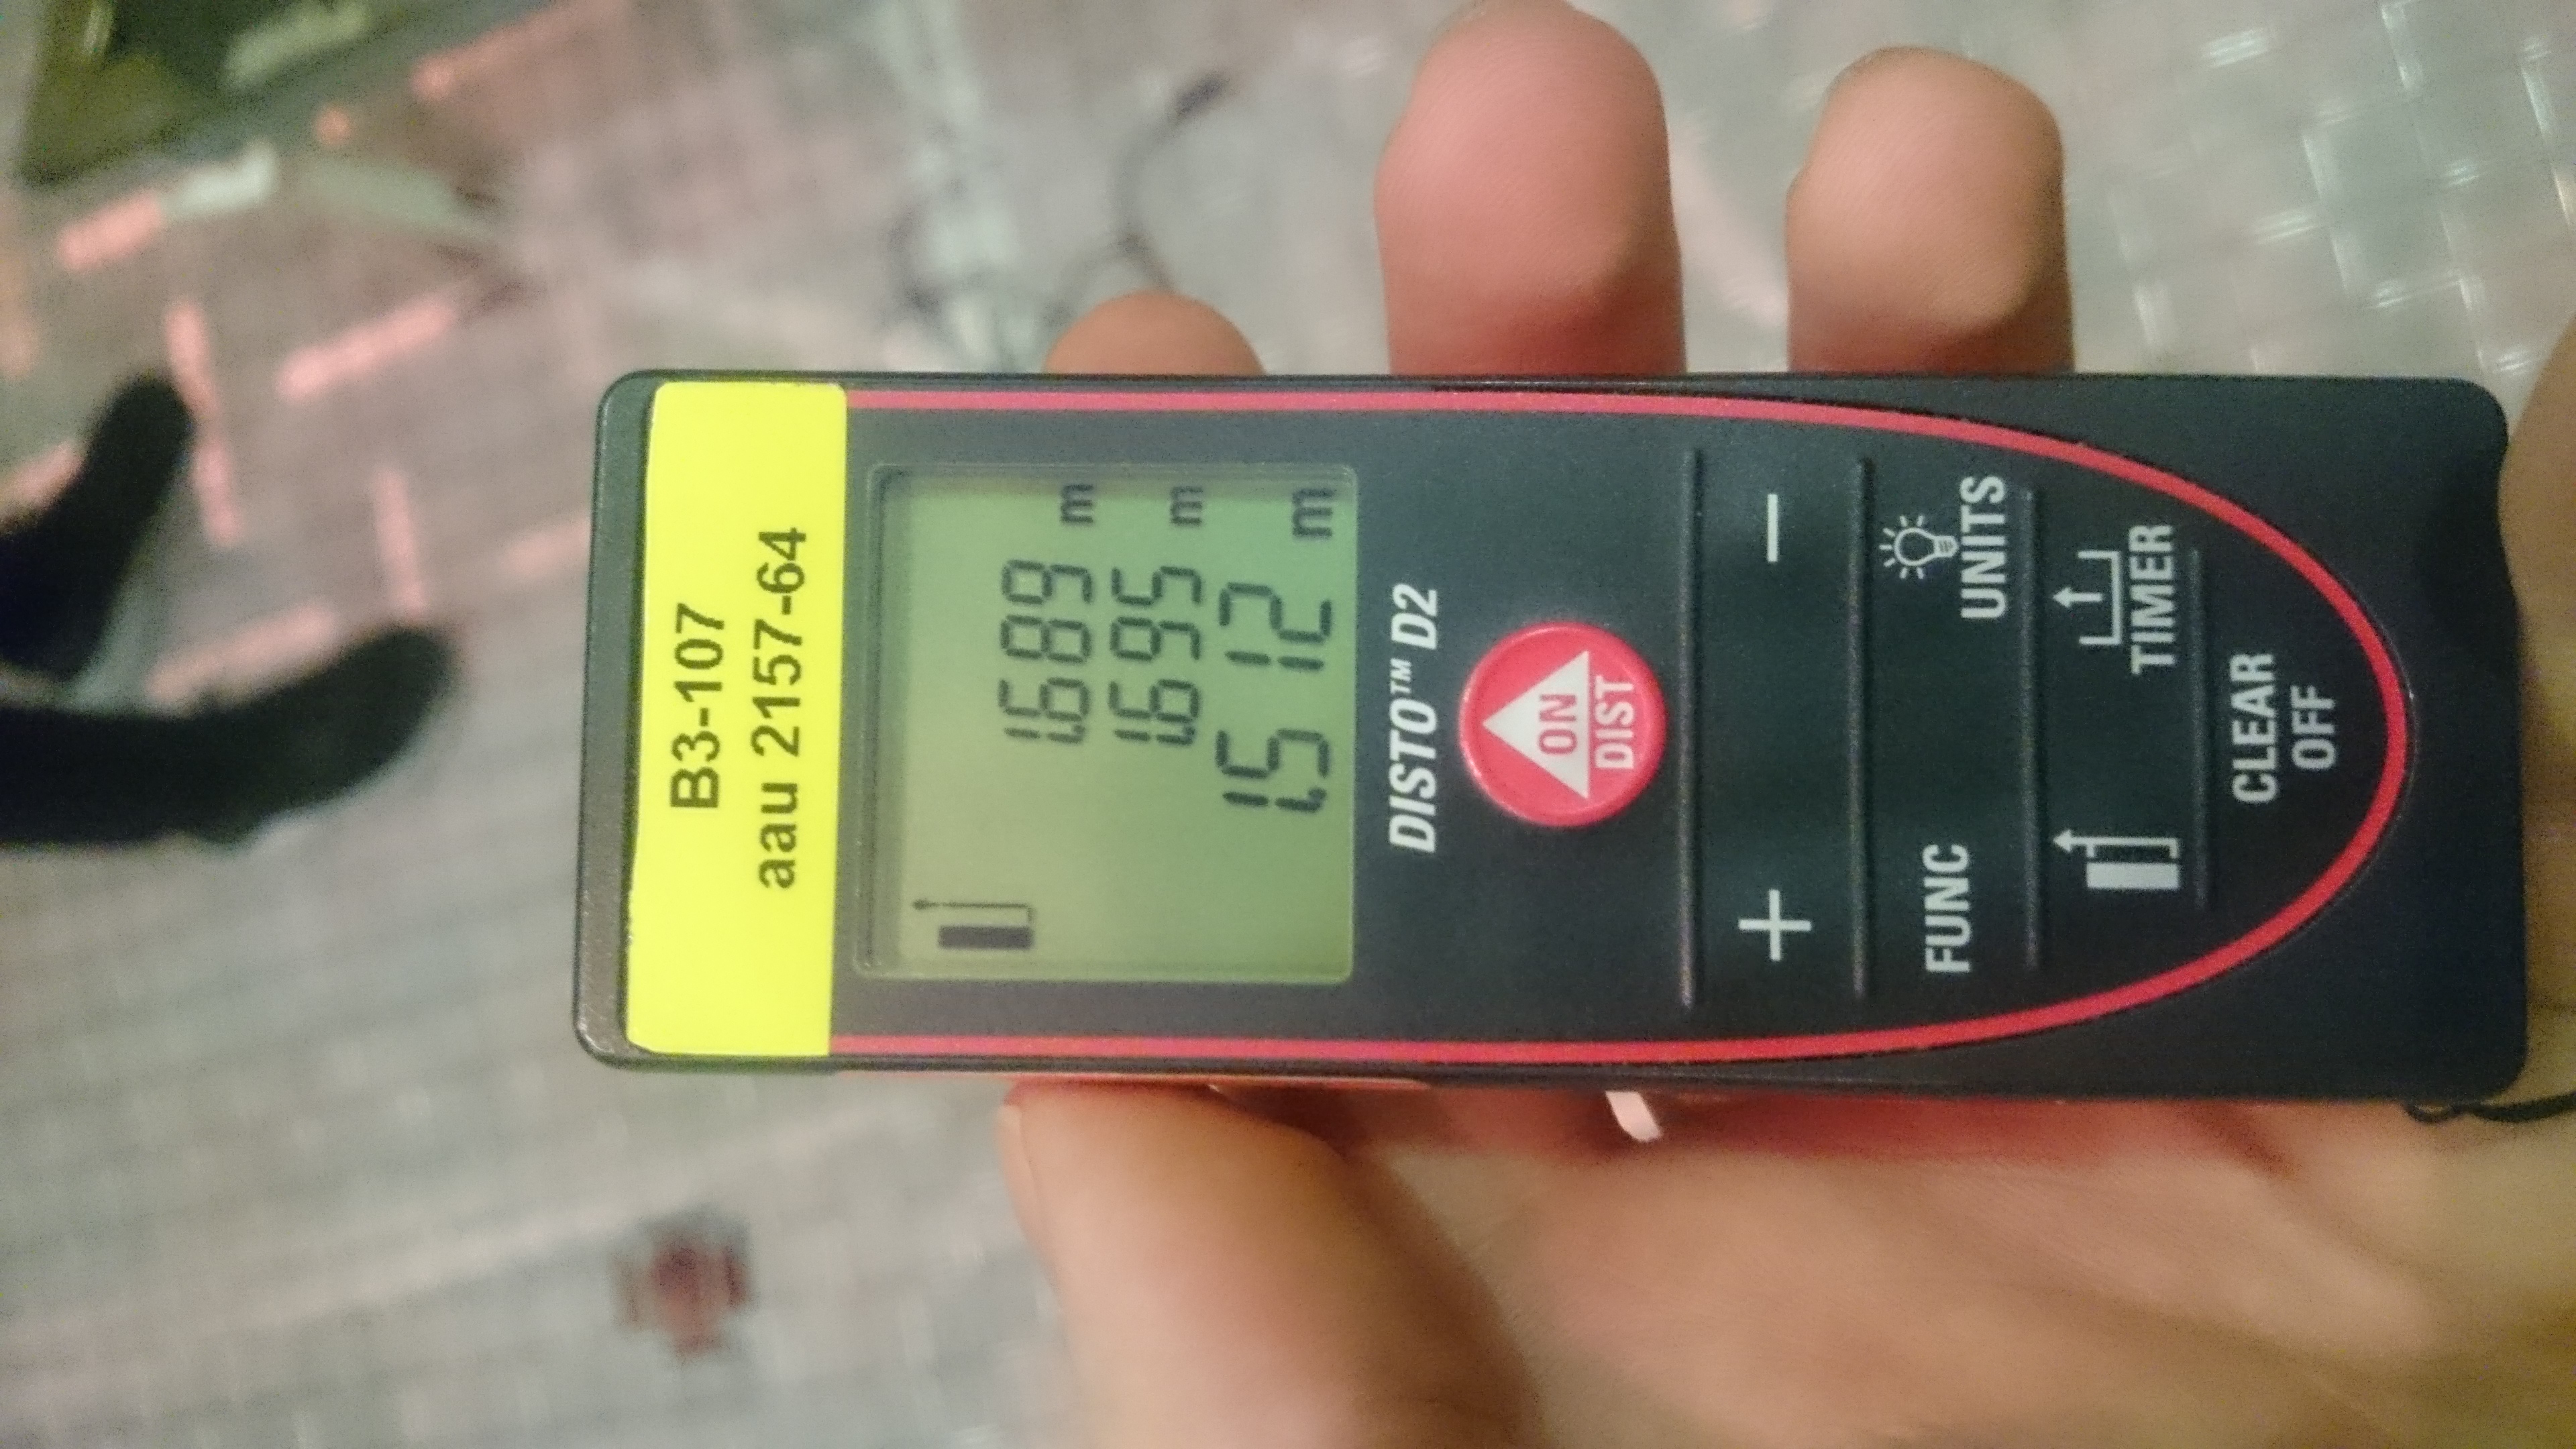 B3-107
aau 2157-64
1.689 m
1.695 m
1.512 m
DISTO™ D2
ON
DIST
+ −
FUNC
UNITS
TIMER
CLEAR
OFF